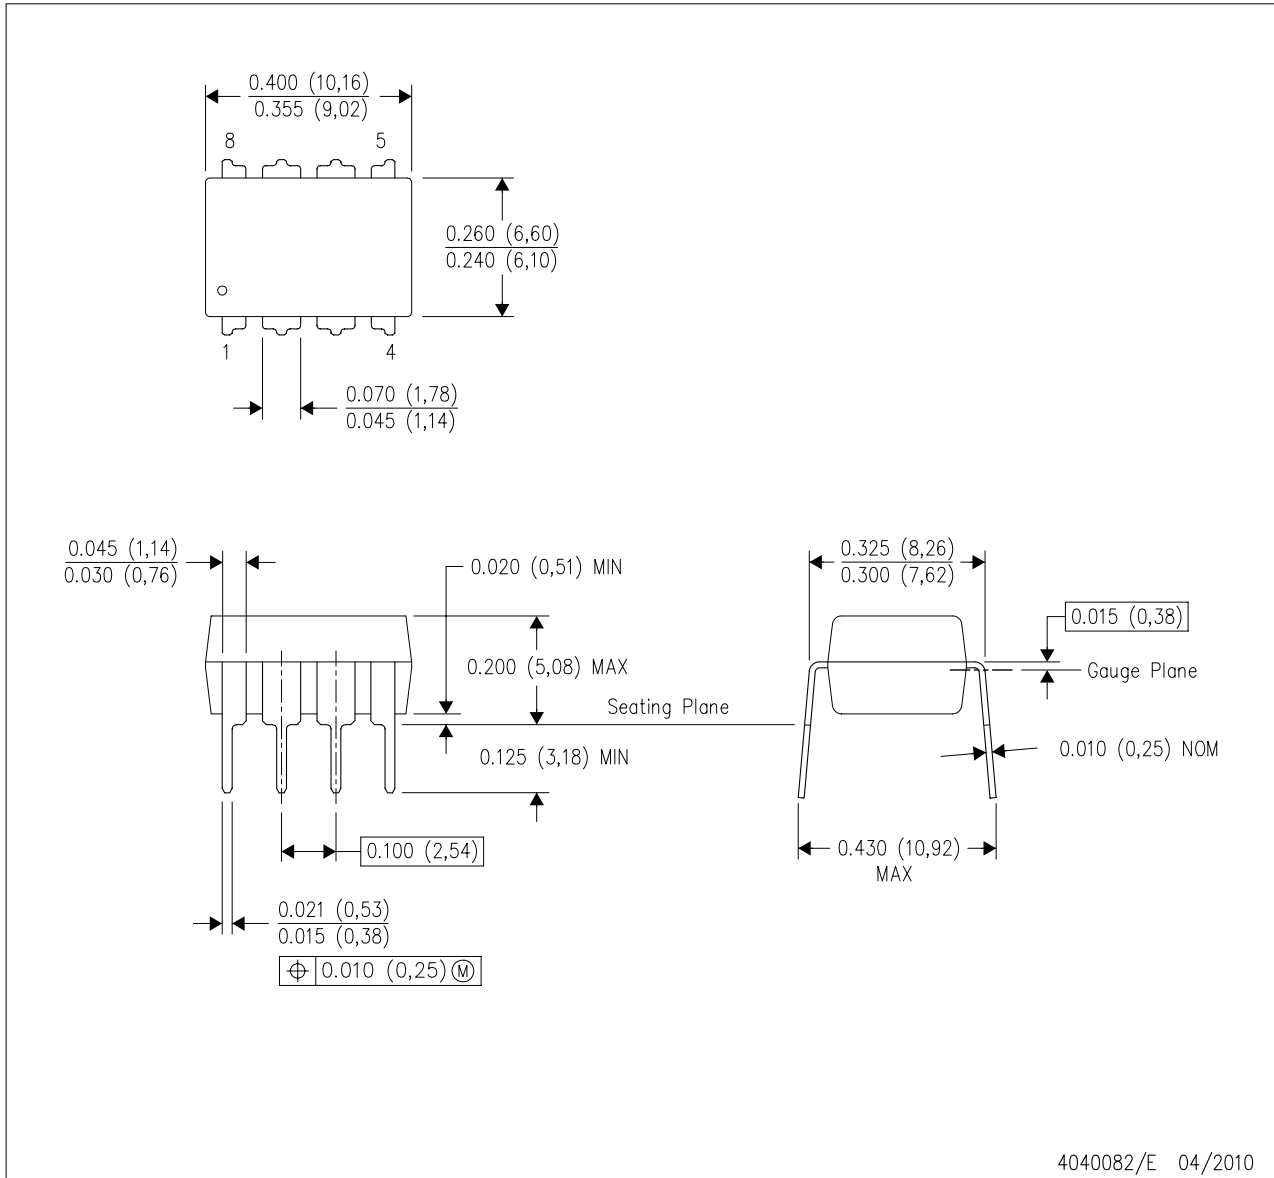 0.400 (10,16)
0.355 (9,02)
8
5
0.260 (6,60)
0.240 (6,10)
1
4
0.070 (1,78)
0.045 (1,14)
0.045 (1,14)
0.030 (0,76)
0.020 (0,51) MIN
0.200 (5,08) MAX
Seating Plane
0.125 (3,18) MIN
0.100 (2,54)
0.021 (0,53)
0.015 (0,38)
⌖ 0.010 (0,25) Ⓜ
0.325 (8,26)
0.300 (7,62)
0.015 (0,38)
Gauge Plane
0.010 (0,25) NOM
0.430 (10,92)
MAX
4040082/E 04/2010